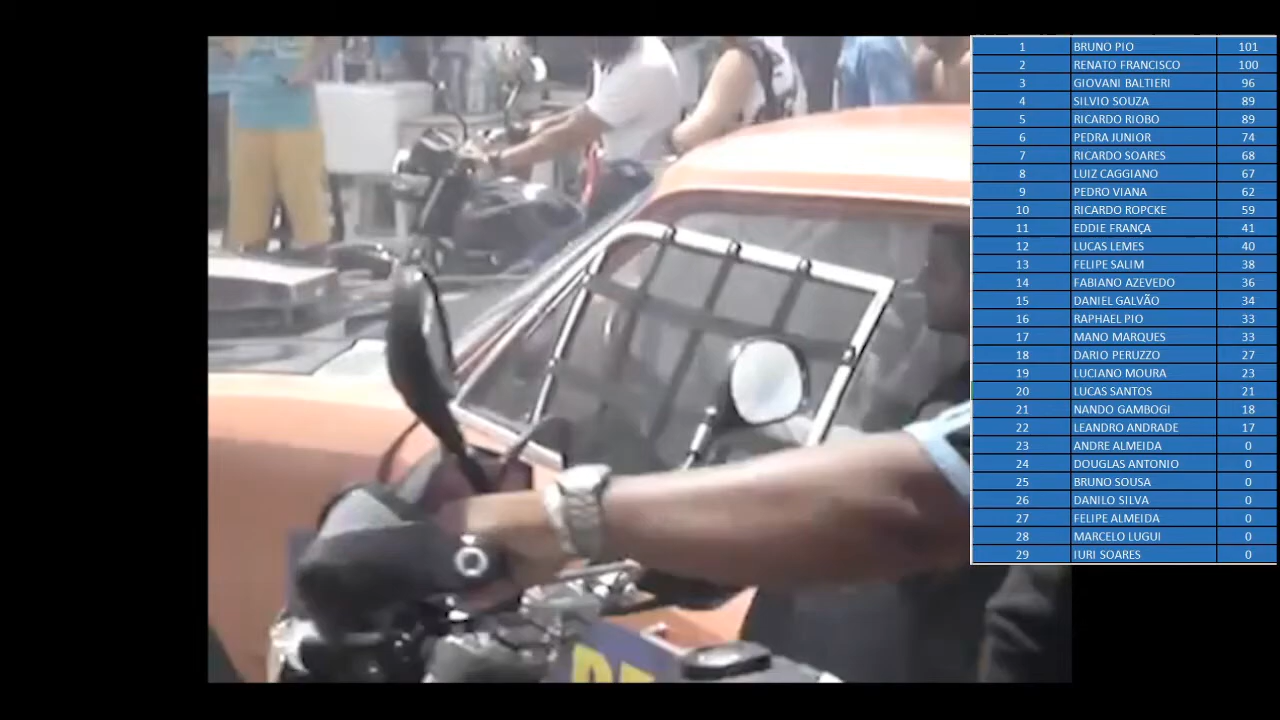 1 BRUNO PIO 101
2 RENATO FRANCISCO 100
3 GIOVANI BALTIERI 96
4 SILVIO SOUZA 89
5 RICARDO RIOBO 89
6 PEDRA JUNIOR 74
7 RICARDO SOARES 68
8 LUIZ CAGGIANO 67
9 PEDRO VIANA 62
10 RICARDO ROPCKE 59
11 EDDIE FRANÇA 41
12 LUCAS LEMES 40
13 FELIPE SALIM 38
14 FABIANO AZEVEDO 36
15 DANIEL GALVÃO 34
16 RAPHAEL PIO 33
17 MANO MARQUES 33
18 DARIO PERUZZO 27
19 LUCIANO MOURA 23
20 LUCAS SANTOS 21
21 NANDO GAMBOGI 18
22 LEANDRO ANDRADE 17
23 ANDRE ALMEIDA 0
24 DOUGLAS ANTONIO 0
25 BRUNO SOUSA 0
26 DANILO SILVA 0
27 FELIPE ALMEIDA 0
28 MARCELO LUGUI 0
29 IURI SOARES 0